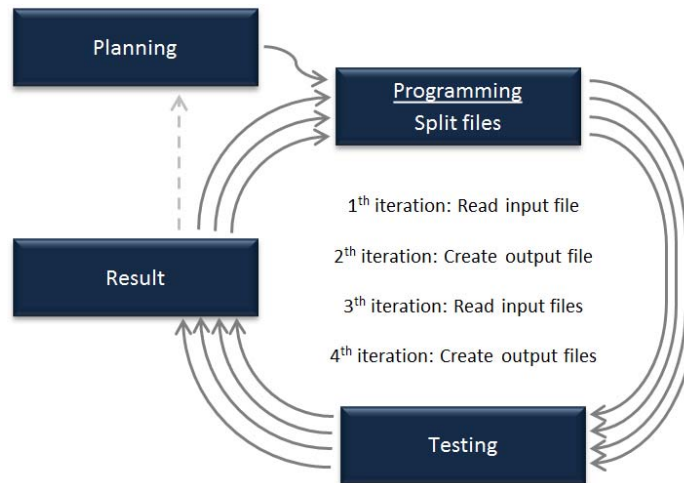 Planning
Programming
Split files
1th iteration: Read input file
2th iteration: Create output file
Result
3th iteration: Read input files
4th iteration: Create output files
Testing